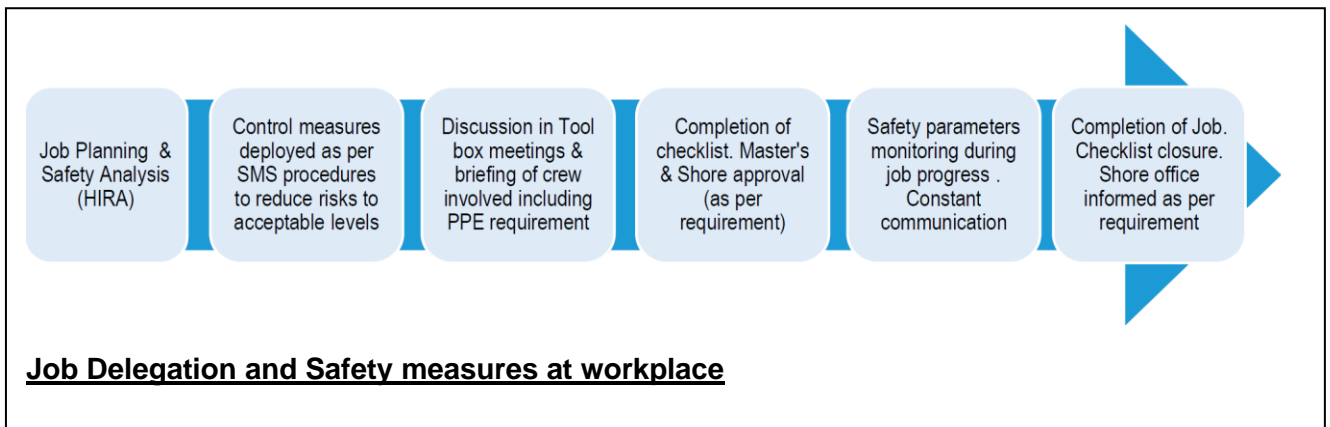 Job Planning &
Safety Analysis
(HIRA)
Control measures
deployed as per
SMS procedures
to reduce risks to
acceptable levels
Discussion in Tool
box meetings &
briefing of crew
involved including
PPE requirement
Completion of
checklist. Master's
& Shore approval
(as per
requirement)
Safety parameters
monitoring during
job progress .
Constant
communication
Completion of Job.
Checklist closure.
Shore office
informed as per
requirement
Job Delegation and Safety measures at workplace